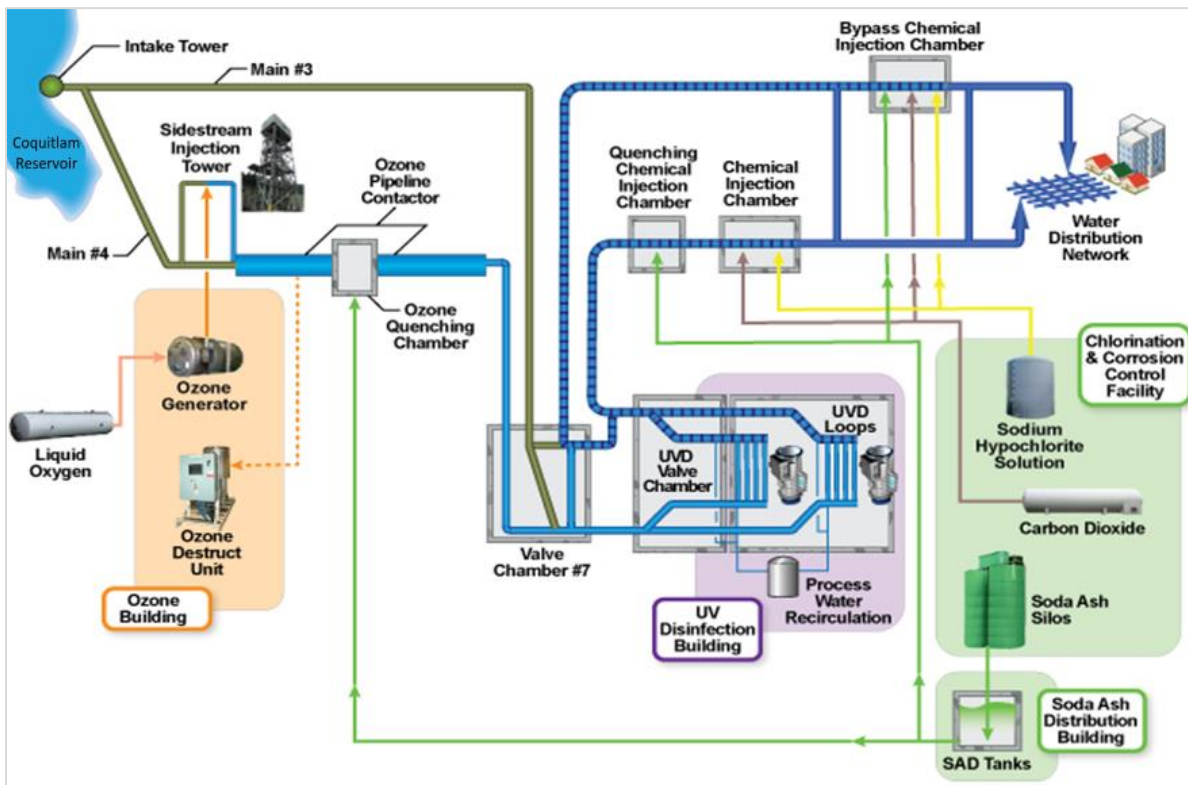 Intake Tower
Main #3
Bypass Chemical
Injection Chamber
Coquitlam
Reservoir
Sidestream
Injection
Tower
Ozone
Pipeline
Contactor
Quenching
Chemical
Injection
Chamber
Chemical
Injection
Chamber
Water
Distribution
Network
Main #4
Ozone
Quenching
Chamber
Ozone
Generator
Liquid
Oxygen
Ozone
Destruct
Unit
Ozone
Building
Valve
Chamber #7
UVD Valve
Chamber
UVD
Loops
Process
Water
Recirculation
UV
Disinfection
Building
Chlorination
& Corrosion
Control
Facility
Sodium
Hypochlorite
Solution
Carbon Dioxide
Soda Ash
Silos
Soda Ash
Distribution
Building
SAD Tanks